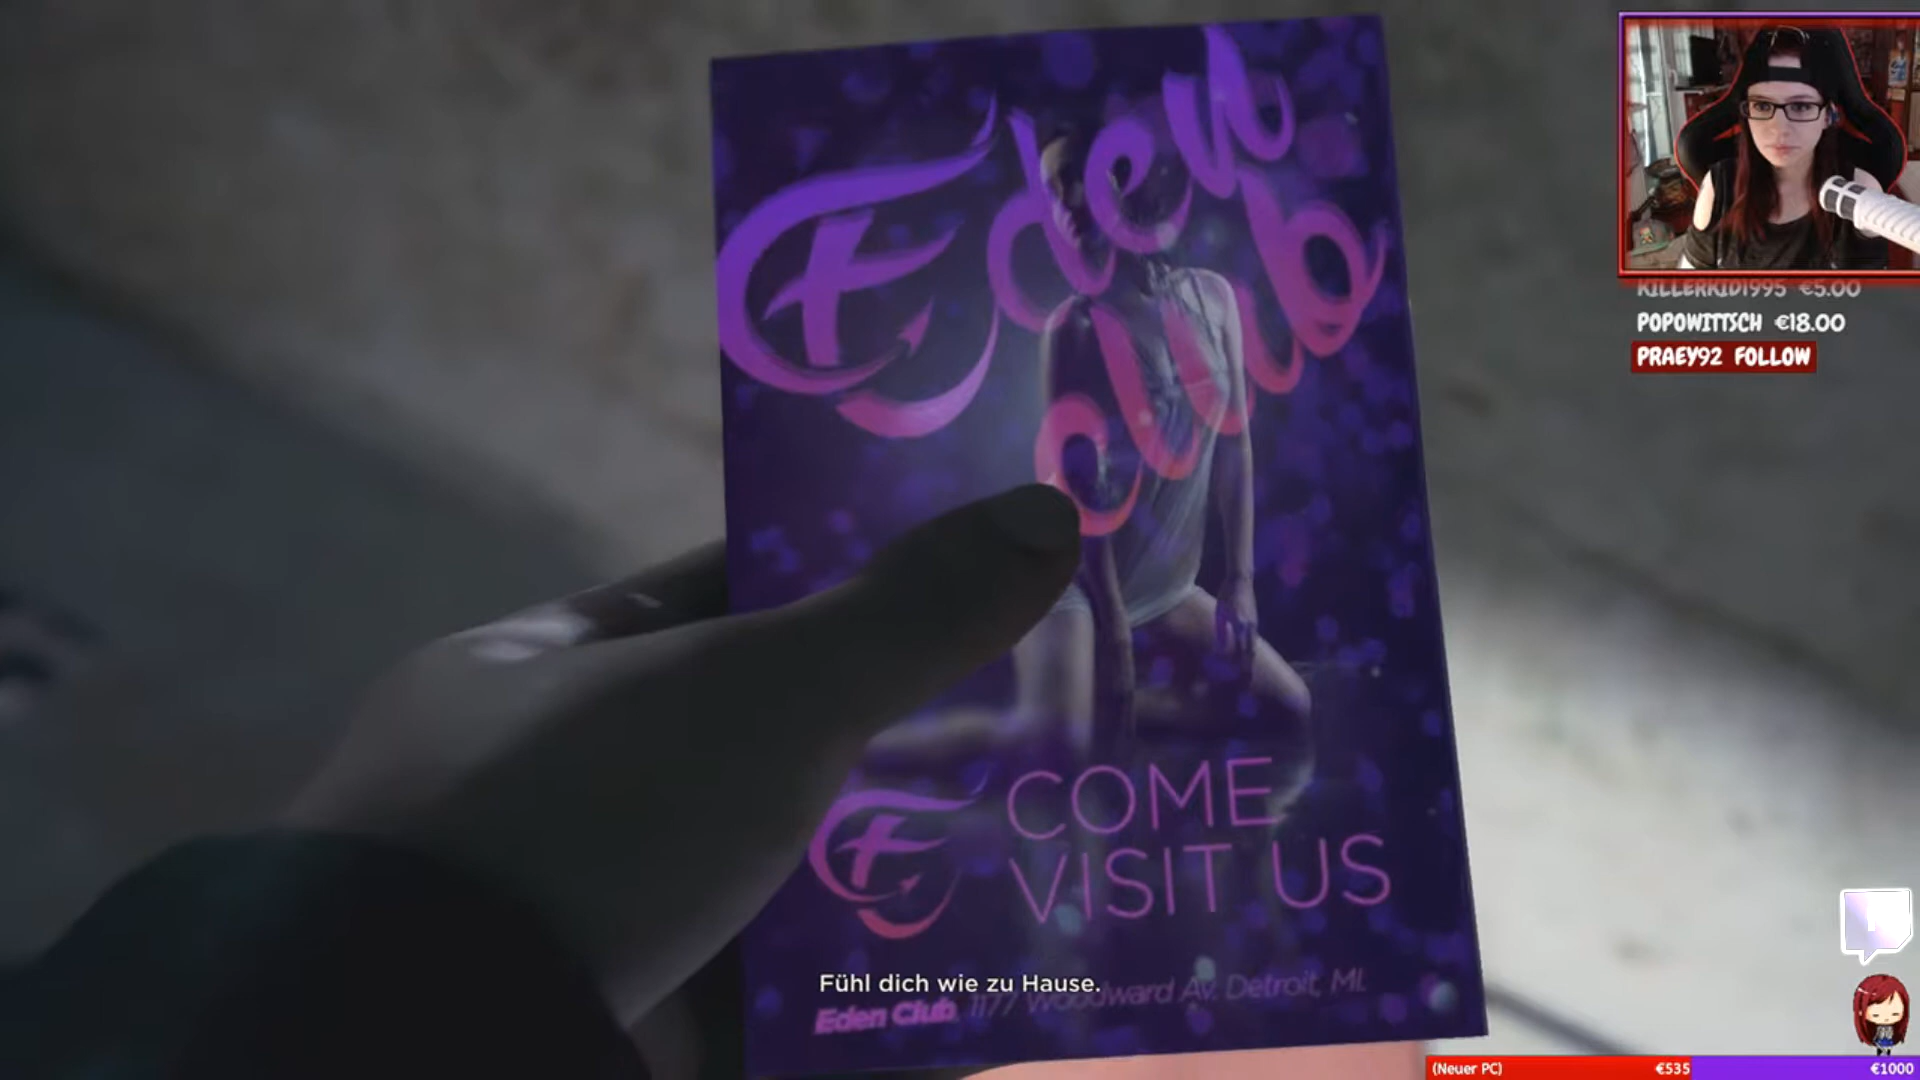 Eden
Club
COME
VISIT US
Fühl dich wie zu Hause.
Eden Club, 1177 Woodward Av. Detroit, MI.
KILLERKID1995 €5.00
POPOWITTSCH €18.00
PRAEY92 FOLLOW
(Neuer PC) €535 €1000